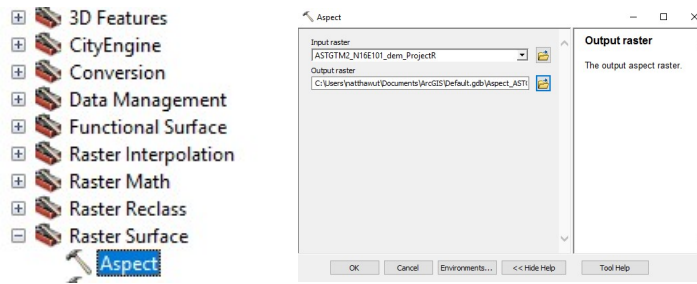 3D Features
CityEngine
Conversion
Data Management
Functional Surface
Raster Interpolation
Raster Math
Raster Reclass
Raster Surface
Aspect
Aspect
Input raster
ASTGTM2_N16E101_dem_ProjectR
Output raster
C:\Users\natthawut\Documents\ArcGIS\Default.gdb\Aspect_AST
OK
Cancel
Environments...
<< Hide Help
Output raster
The output aspect raster.
Tool Help